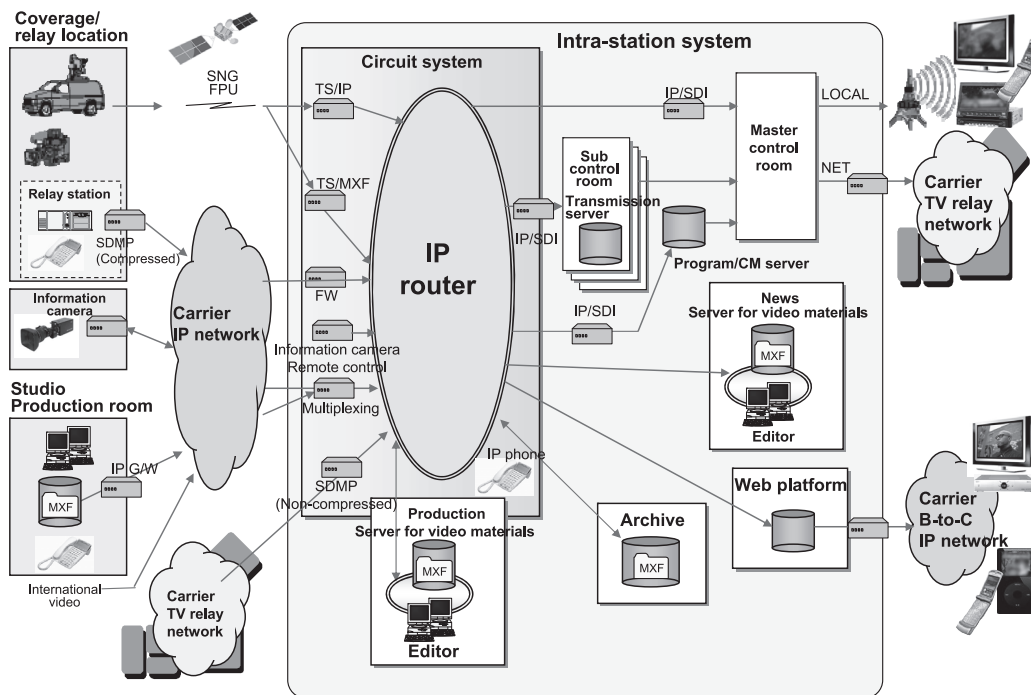 Coverage/
relay location
Relay station
SDMP
(Compressed)
Information
camera
Studio
Production room
IP G/W
MXF
International
video
SNG
FPU
Carrier
IP network
Carrier
TV relay
network
Intra-station system
Circuit system
TS/IP
TS/MXF
FW
Information camera
Remote control
Multiplexing
SDMP
(Non-compressed)
IP
router
IP phone
IP/SDI
IP/SDI
IP/SDI
Sub
control
room
Transmission
server
Program/CM server
Master
control
room
LOCAL
NET
News
Server for video materials
MXF
Editor
Production
Server for video materials
MXF
Editor
Archive
MXF
Web platform
Carrier
TV relay
network
Carrier
B-to-C
IP network